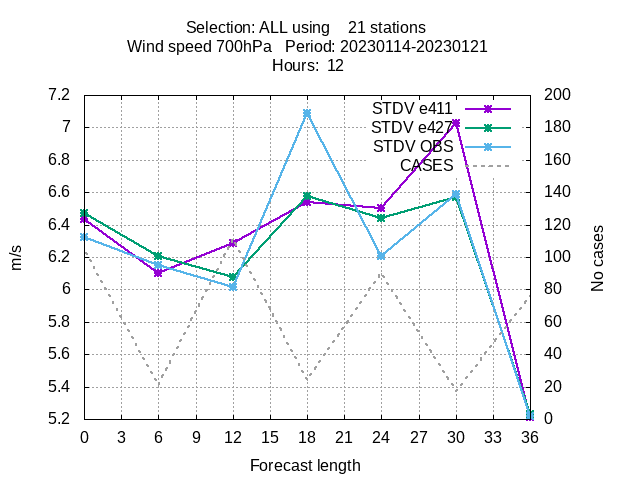 Selection: ALL using 21 stations
Wind speed 700hPa Period: 20230114-20230121
Hours: 12
7.2
7
6.8
6.6
6.4
6.2
6
5.8
5.6
5.4
5.2
m/s
STDV e411
STDV e427
STDV OBS
CASES
200
180
160
140
120
100
80
60
40
20
0
No cases
0 3 6 9 12 15 18 21 24 27 30 33 36
Forecast length